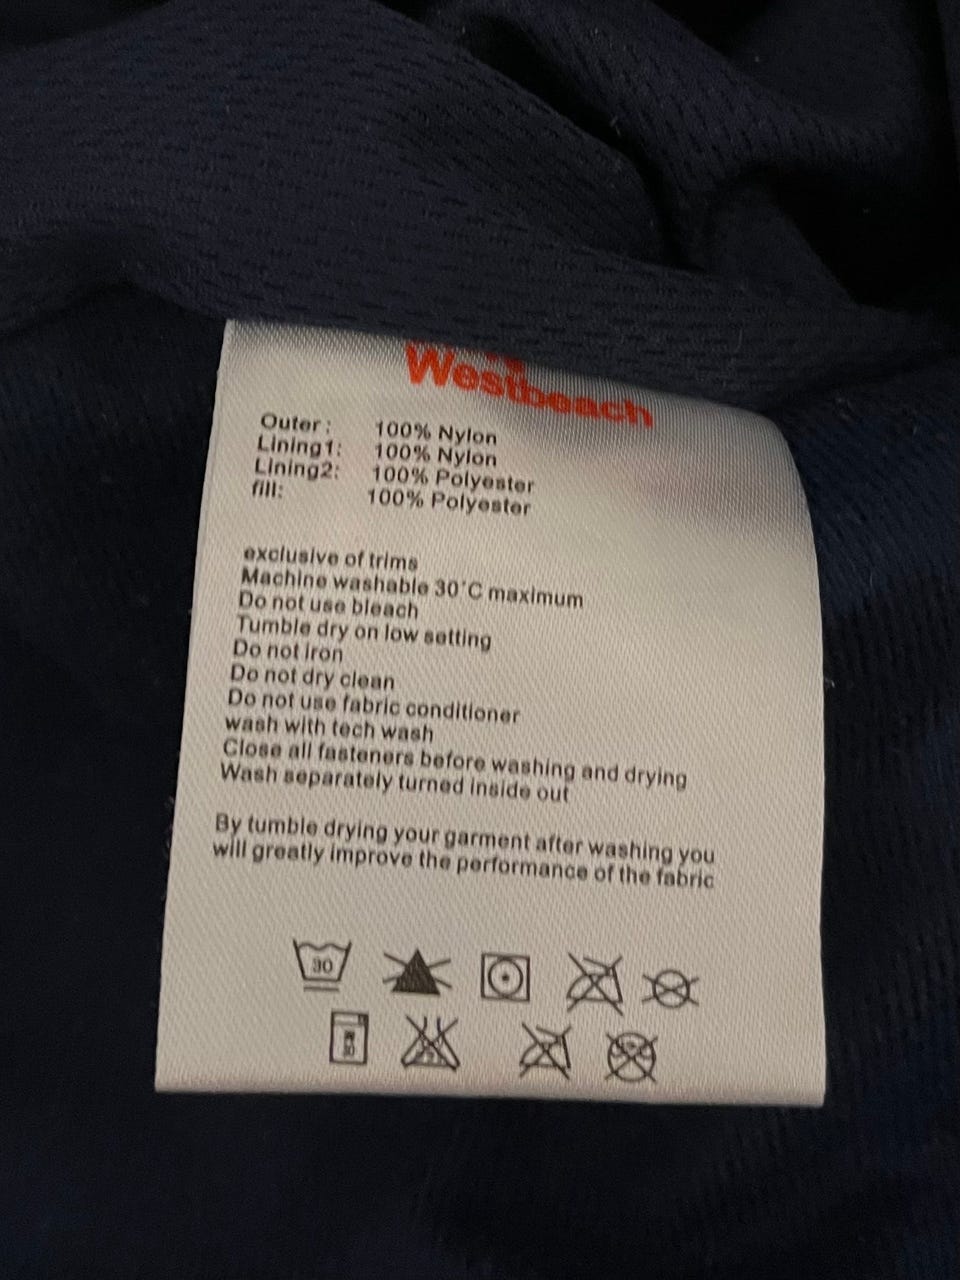 Westbeach
Outer : 100% Nylon
Lining1: 100% Nylon
Lining2: 100% Polyester
fill: 100% Polyester
exclusive of trims
Machine washable 30°C maximum
Do not use bleach
Tumble dry on low setting
Do not iron
Do not dry clean
Do not use fabric conditioner
wash with tech wash
Close all fasteners before washing and drying
Wash separately turned inside out
By tumble drying your garment after washing you
will greatly improve the performance of the fabric
30